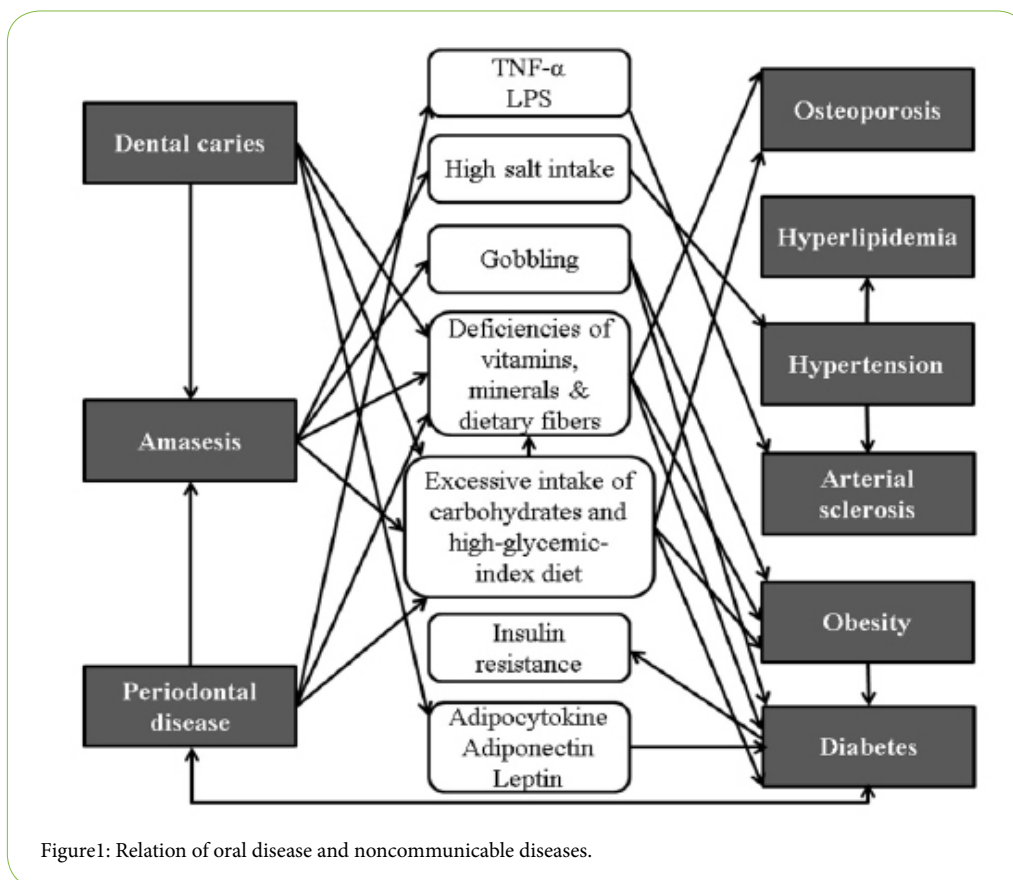 Dental caries
Amasesis
Periodontal
disease
TNF-α
LPS
High salt intake
Gobbling
Deficiencies of
vitamins,
minerals &
dietary fibers
Excessive intake of
carbohydrates and
high-glycemic-
index diet
Insulin
resistance
Adipocytokine
Adiponectin
Leptin
Osteoporosis
Hyperlipidemia
Hypertension
Arterial
sclerosis
Obesity
Diabetes
Figure1: Relation of oral disease and noncommunicable diseases.